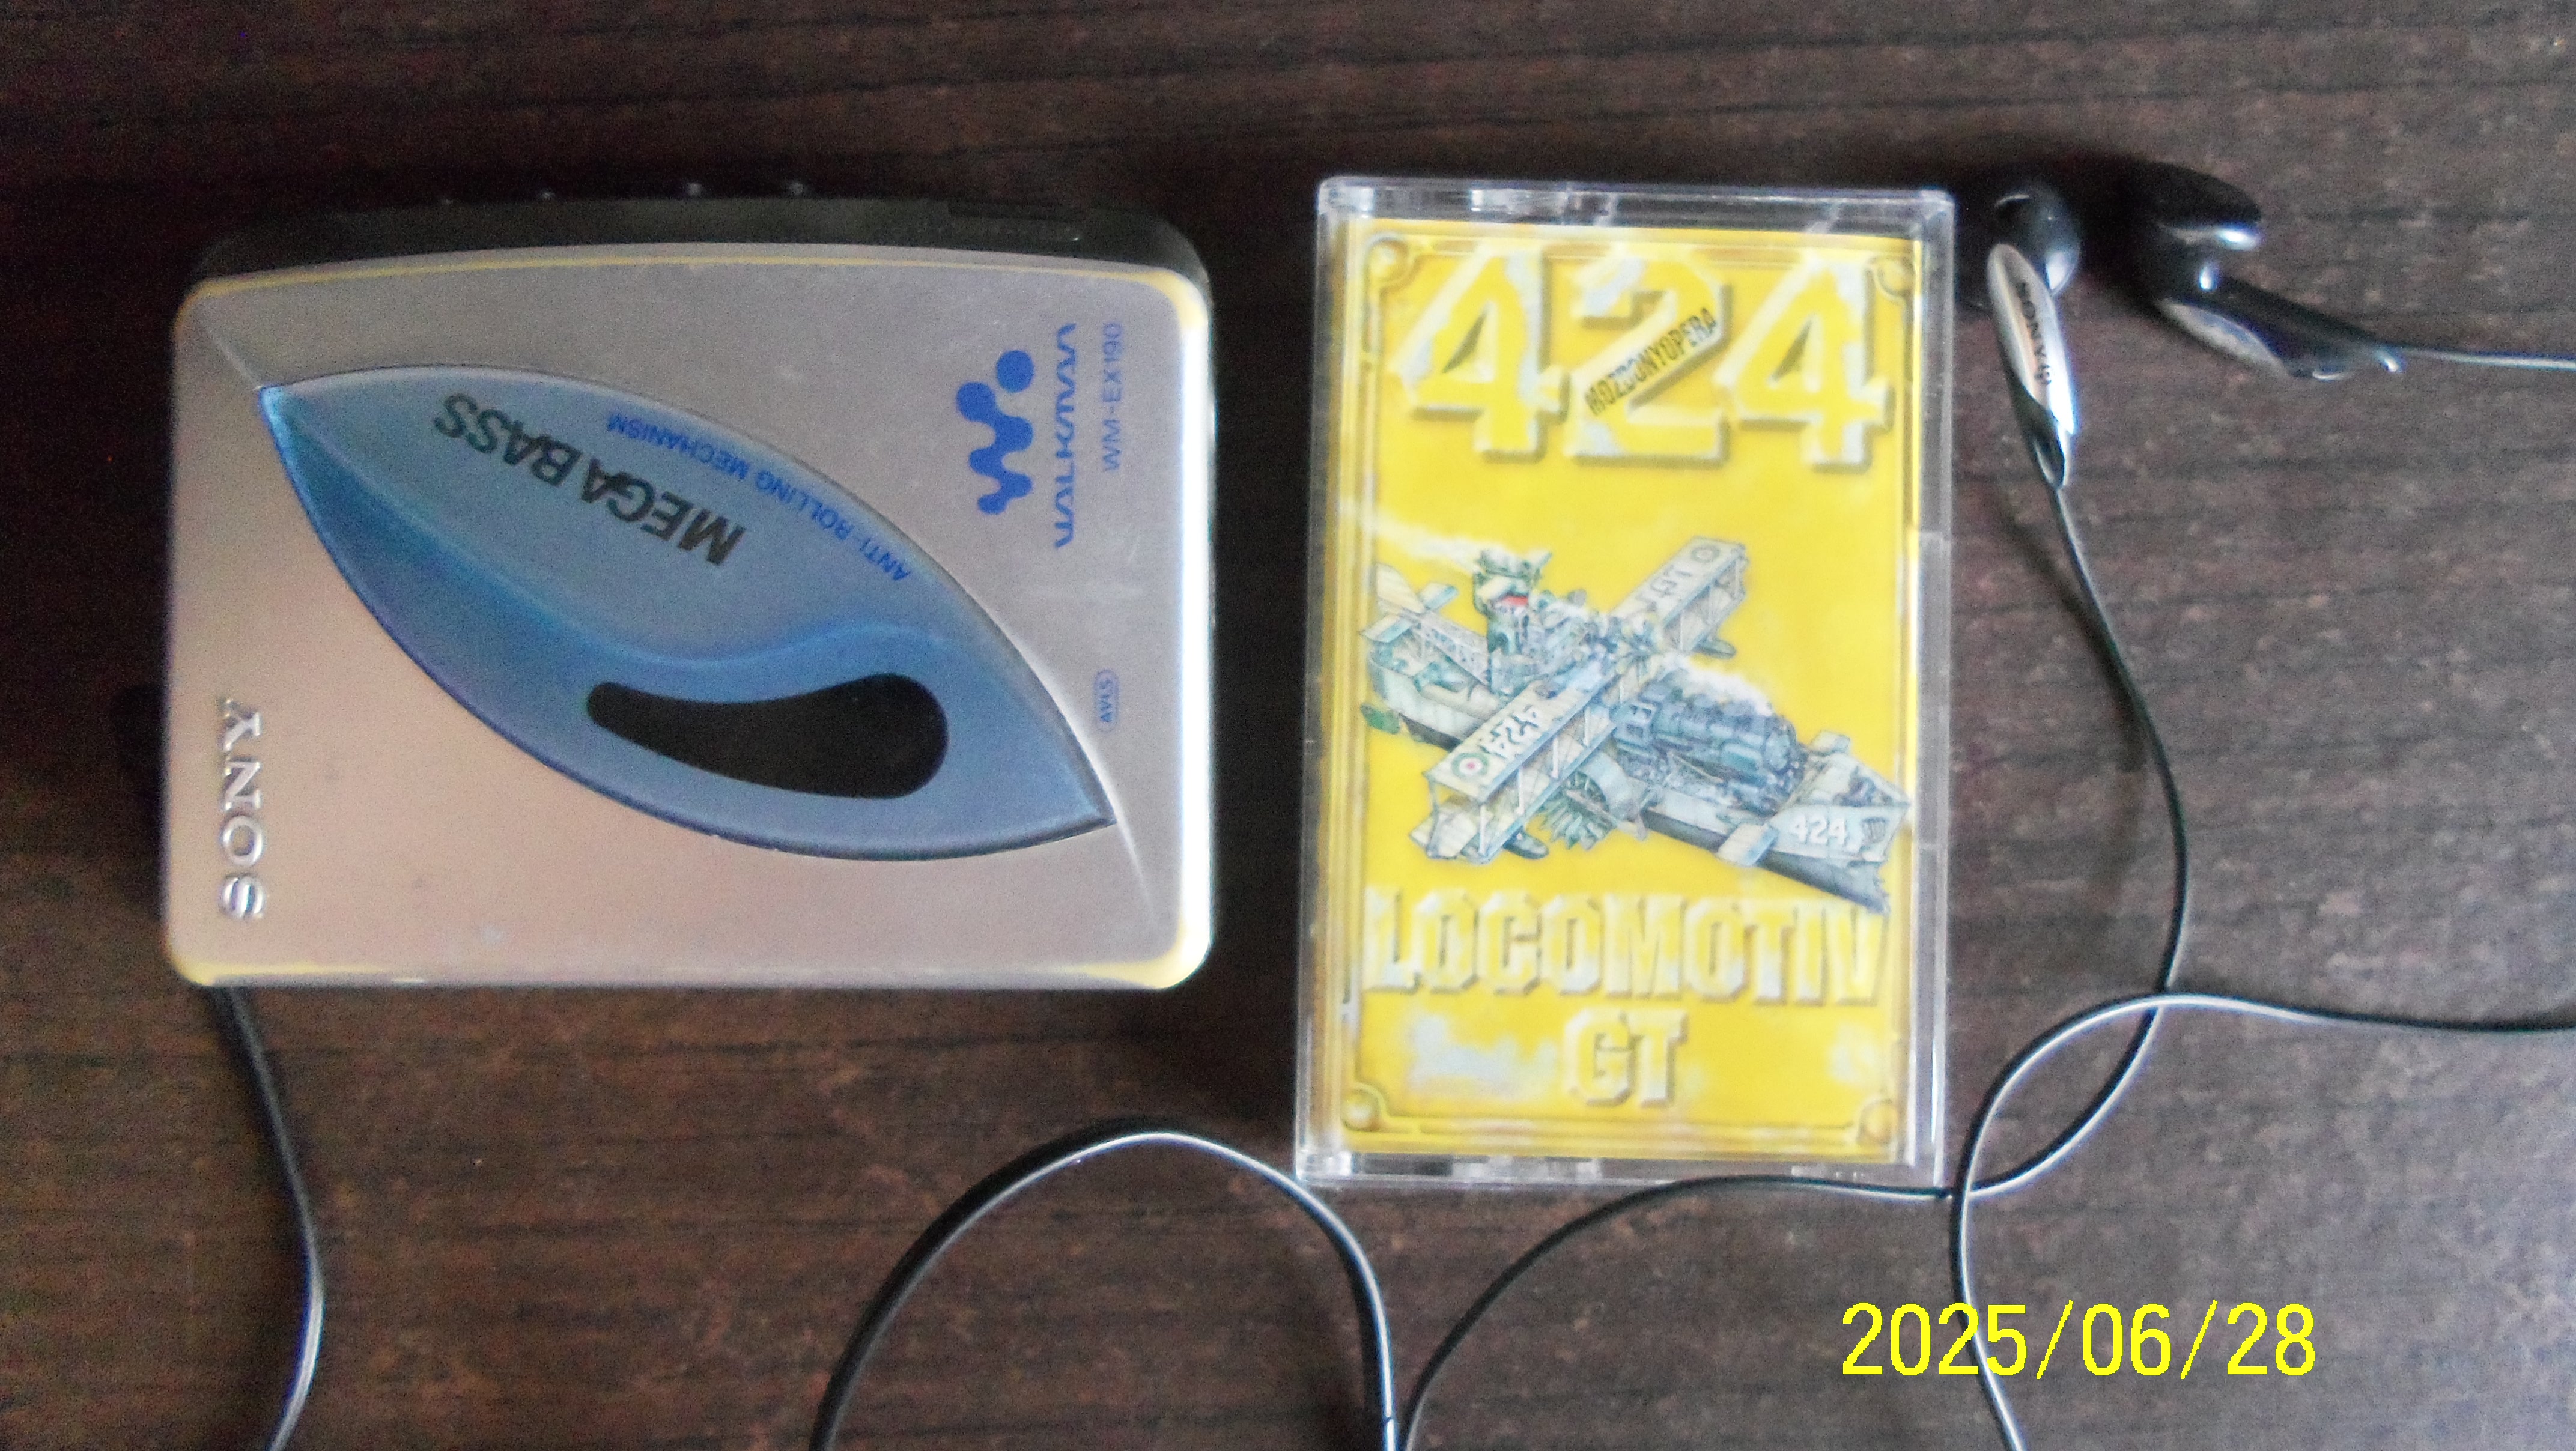 SONY
MEGA BASS
ANTI-ROLLING MECHANISM
WALKMAN
WM-EX190
AVLS
424
MOZDONYOPERA
424
424
LOCOMOTIV
GT
SONY
2025/06/28